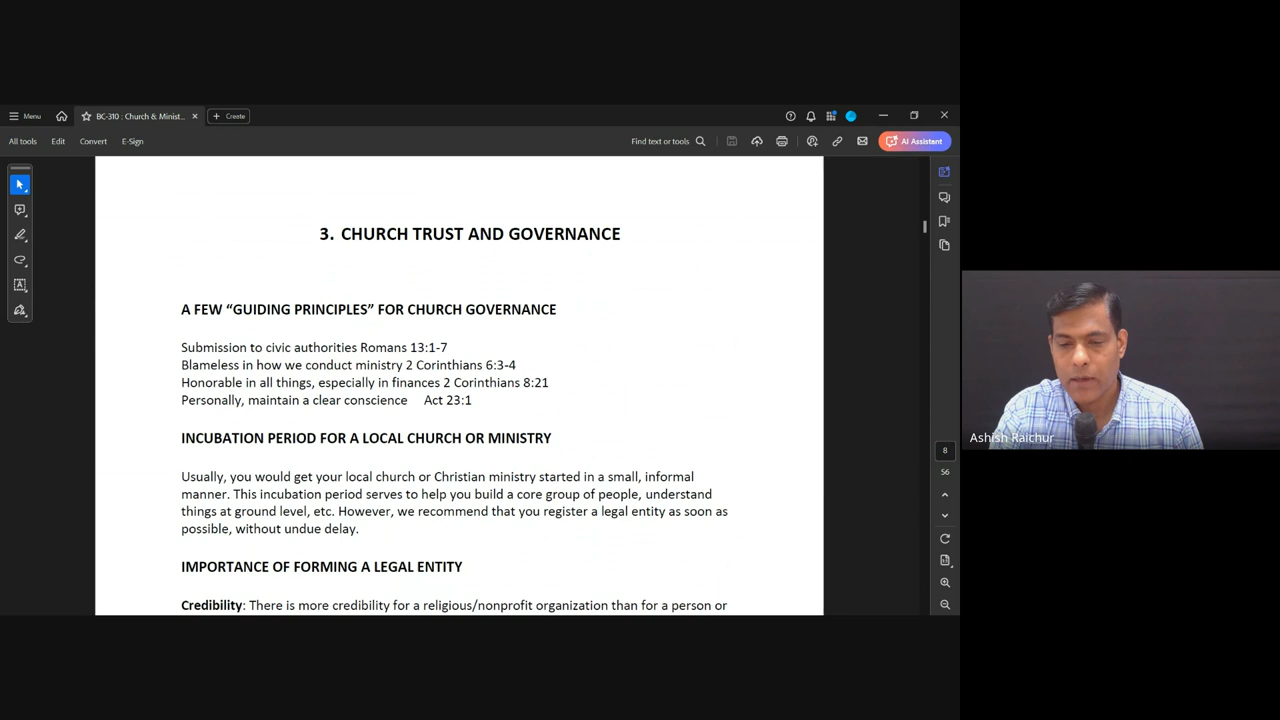 Menu
BC-310 : Church & Minist...
Create
All tools
Edit
Convert
E-Sign
Find text or tools
AI Assistant
3. CHURCH TRUST AND GOVERNANCE
A FEW “GUIDING PRINCIPLES” FOR CHURCH GOVERNANCE
Submission to civic authorities Romans 13:1-7
Blameless in how we conduct ministry 2 Corinthians 6:3-4
Honorable in all things, especially in finances 2 Corinthians 8:21
Personally, maintain a clear conscience Act 23:1
INCUBATION PERIOD FOR A LOCAL CHURCH OR MINISTRY
Usually, you would get your local church or Christian ministry started in a small, informal
manner. This incubation period serves to help you build a core group of people, understand
things at ground level, etc. However, we recommend that you register a legal entity as soon as
possible, without undue delay.
IMPORTANCE OF FORMING A LEGAL ENTITY
Credibility: There is more credibility for a religious/nonprofit organization than for a person or
8
56
Ashish Raichur